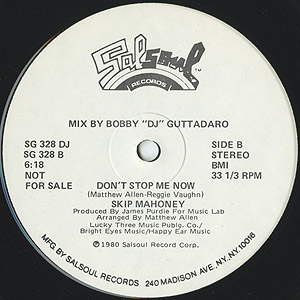 Salsoul
RECORDS
MIX BY BOBBY "DJ" GUTTADARO
SG 328 DJ
SG 328 B
6:18
NOT
FOR SALE
SIDE B
STEREO
BMI
33 1/3 RPM
DON'T STOP ME NOW
(Matthew Allen-Reggie Vaughn)
SKIP MAHONEY
Produced By James Purdie For Music Lab
Arranged By Matthew Allen
Lucky Three Music Publg. Co./
Bright Eyes Music/Happy Ear Music
© 1980 Salsoul Record Corp.
MFG. BY SALSOUL RECORDS 240 MADISON AVE. N.Y. N.Y. 10016